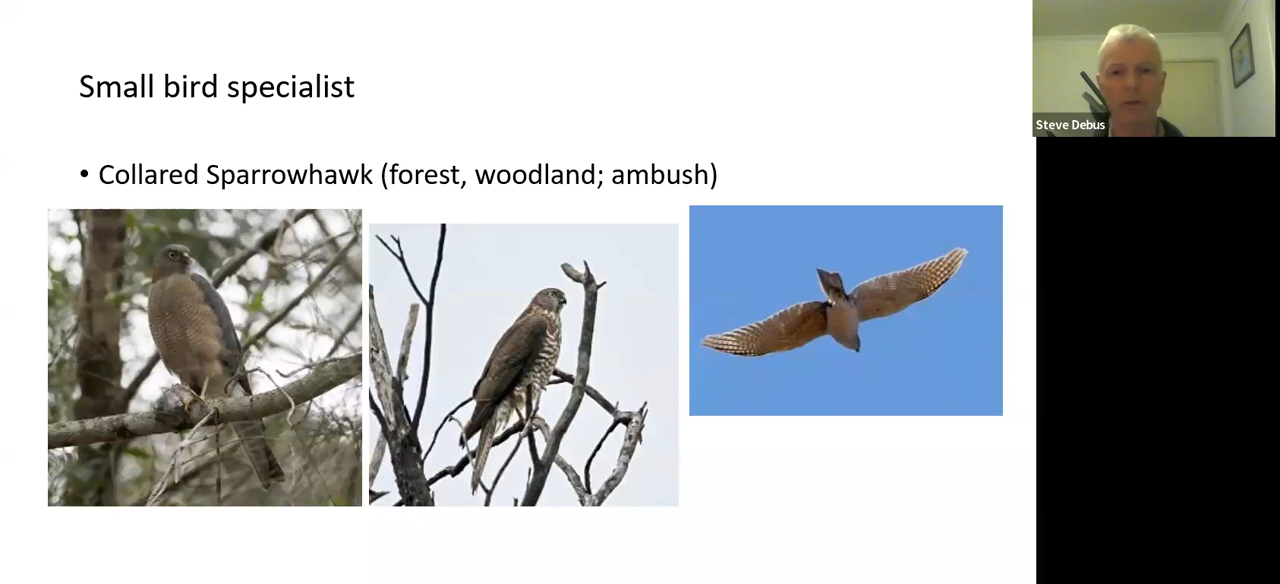 Small bird specialist
• Collared Sparrowhawk (forest, woodland; ambush)
Steve Debus